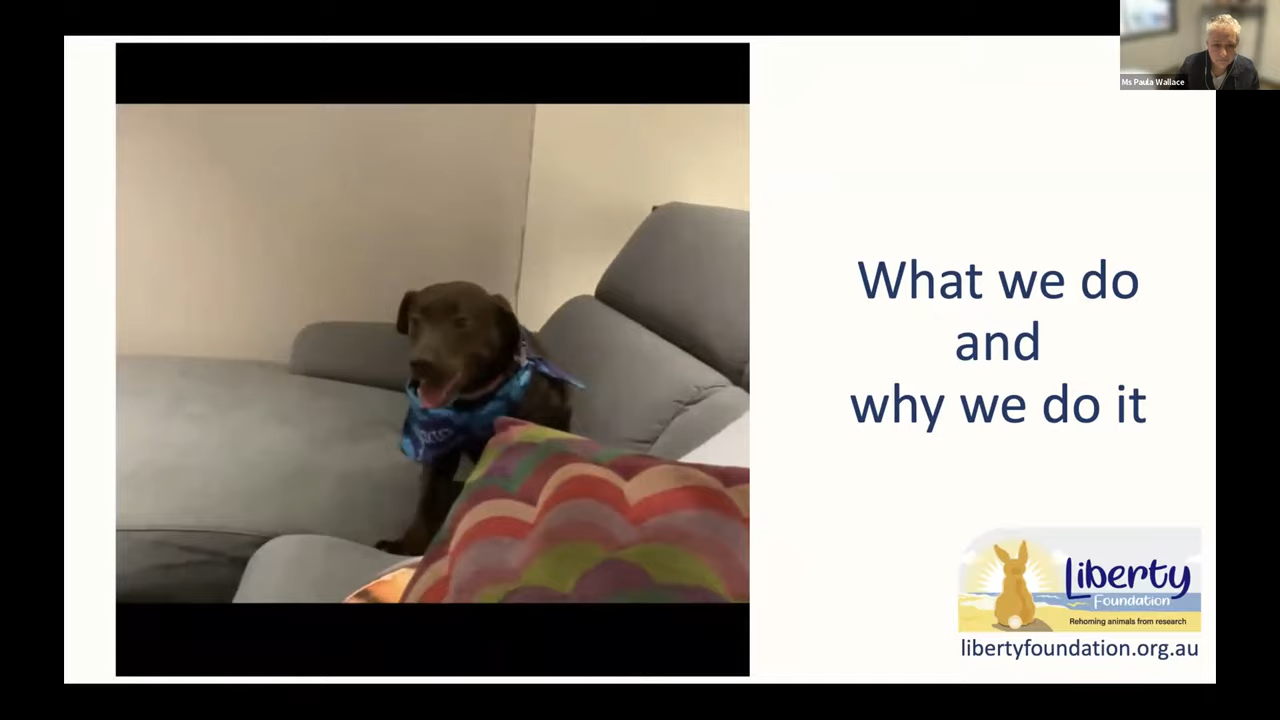 Ms Paula Wallace
What we do
and
why we do it
Liberty
Foundation
Rehoming animals from research
libertyfoundation.org.au